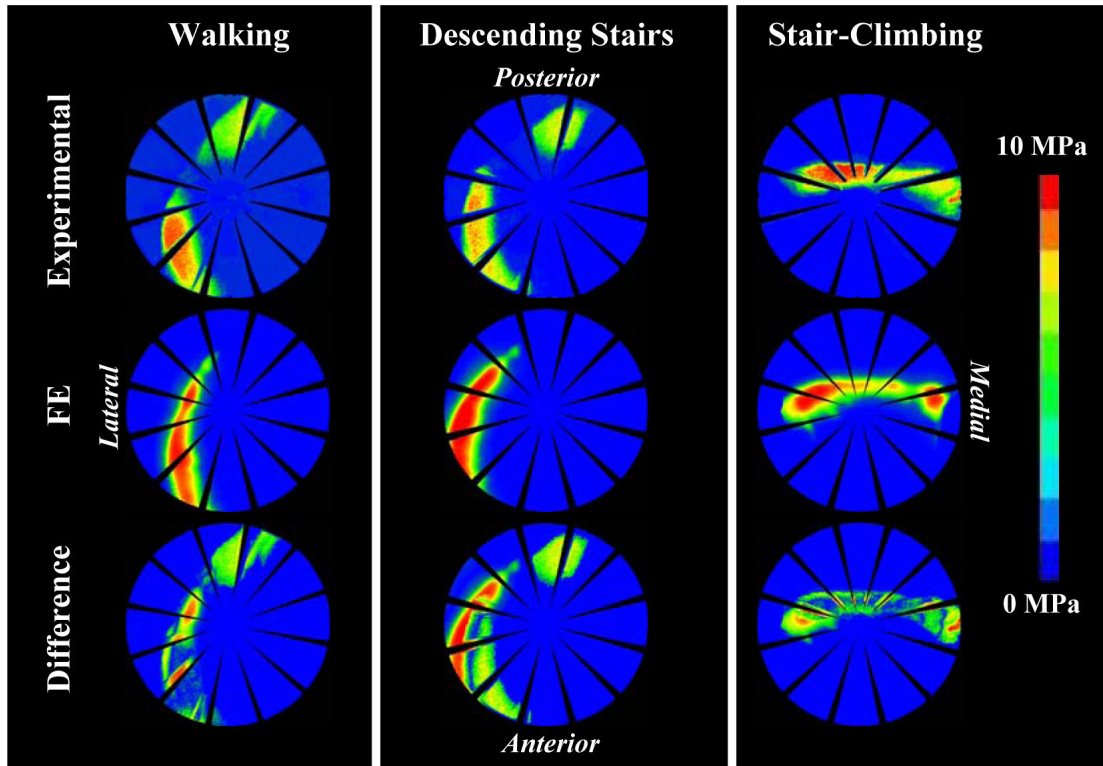 Walking
Descending Stairs
Stair-Climbing
Posterior
Experimental
10 MPa
FE
Lateral
Medial
0 MPa
Difference
Anterior